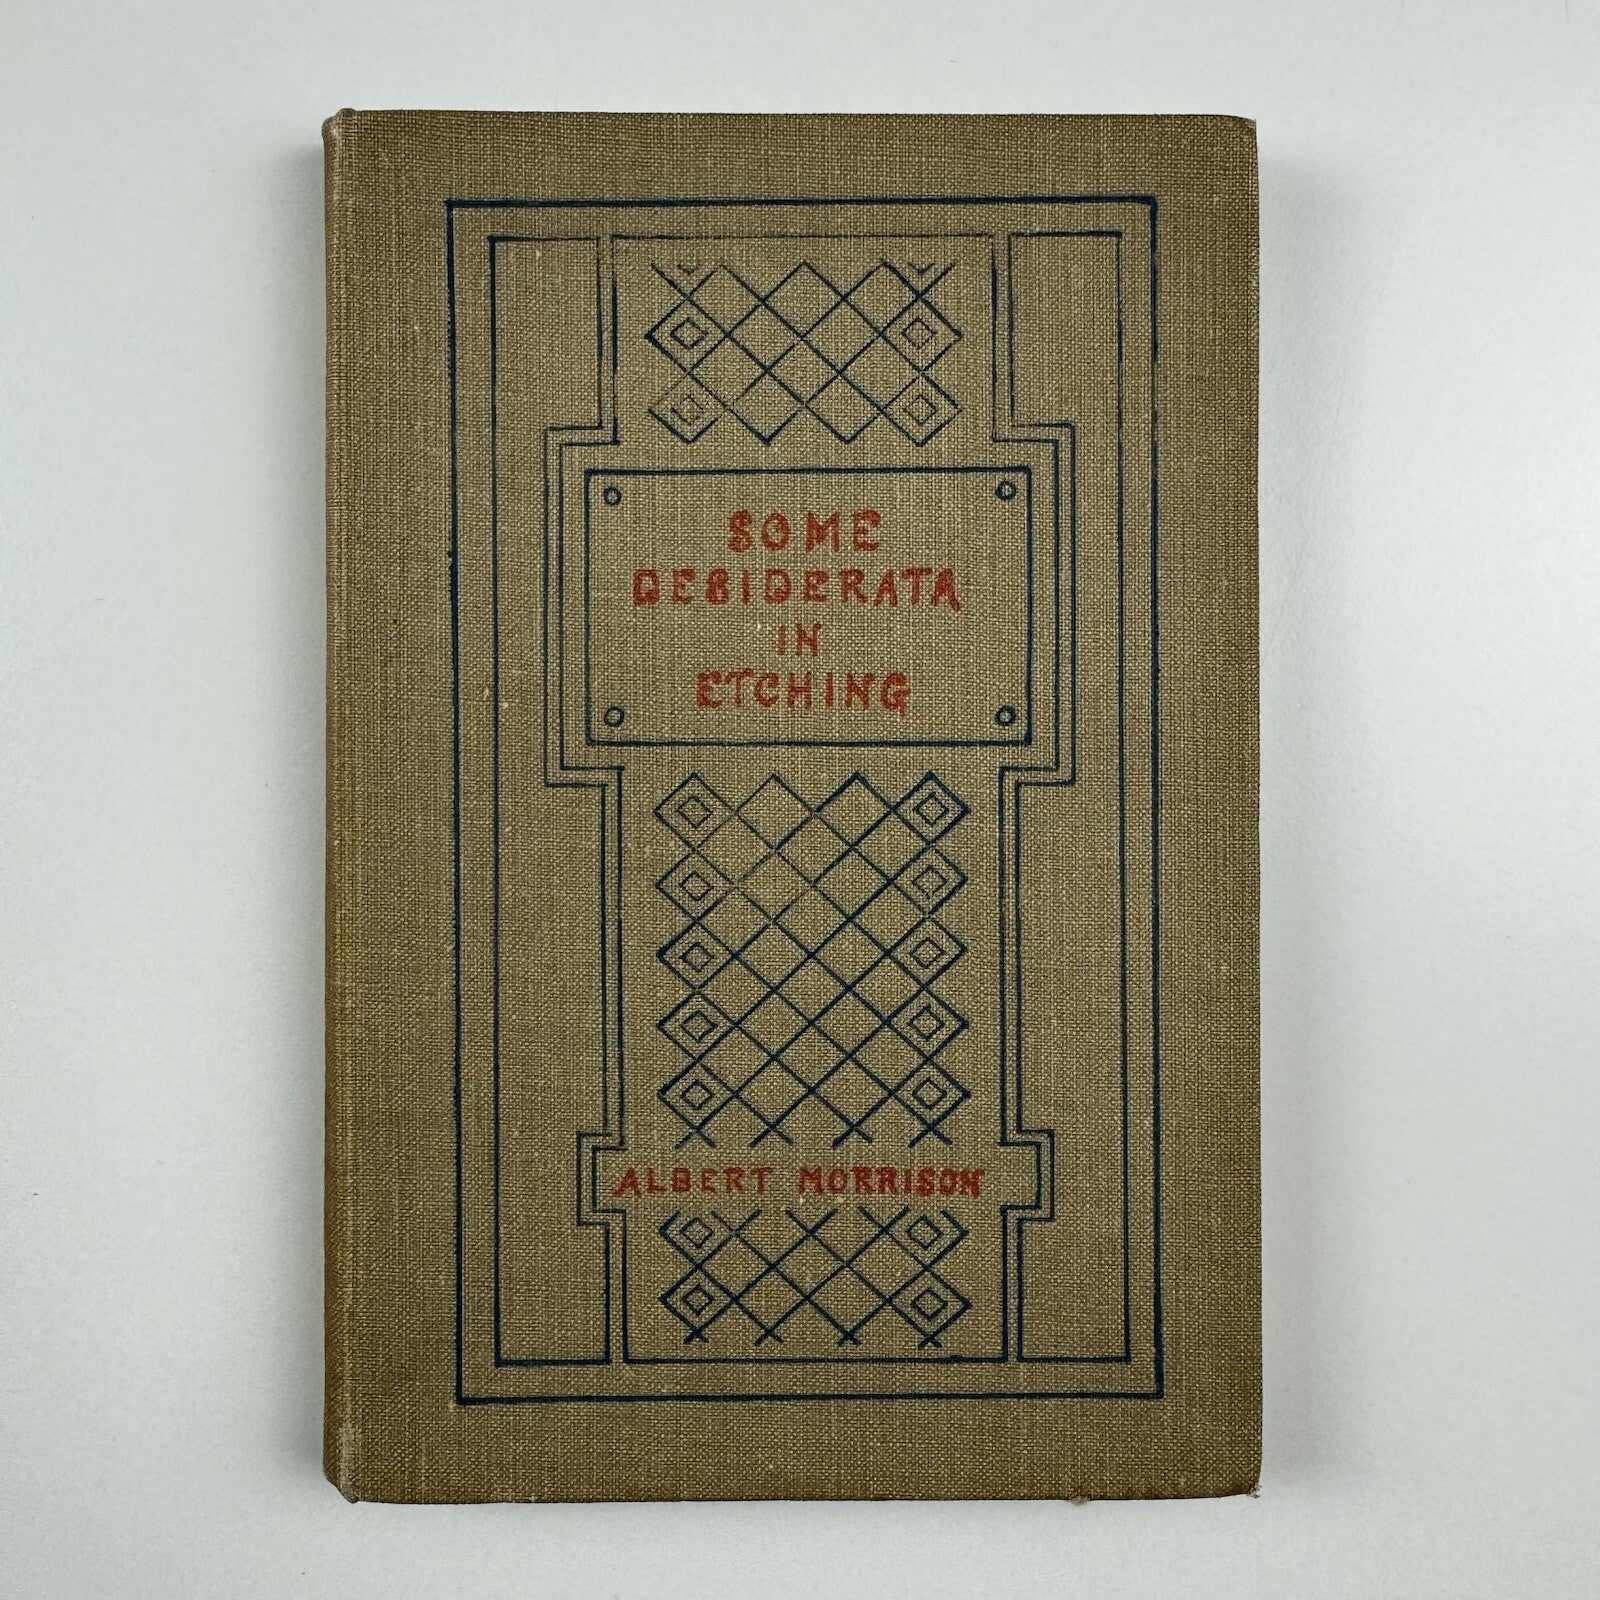 SOME
DESIDERATA
IN
ETCHING
ALBERT MORRISON